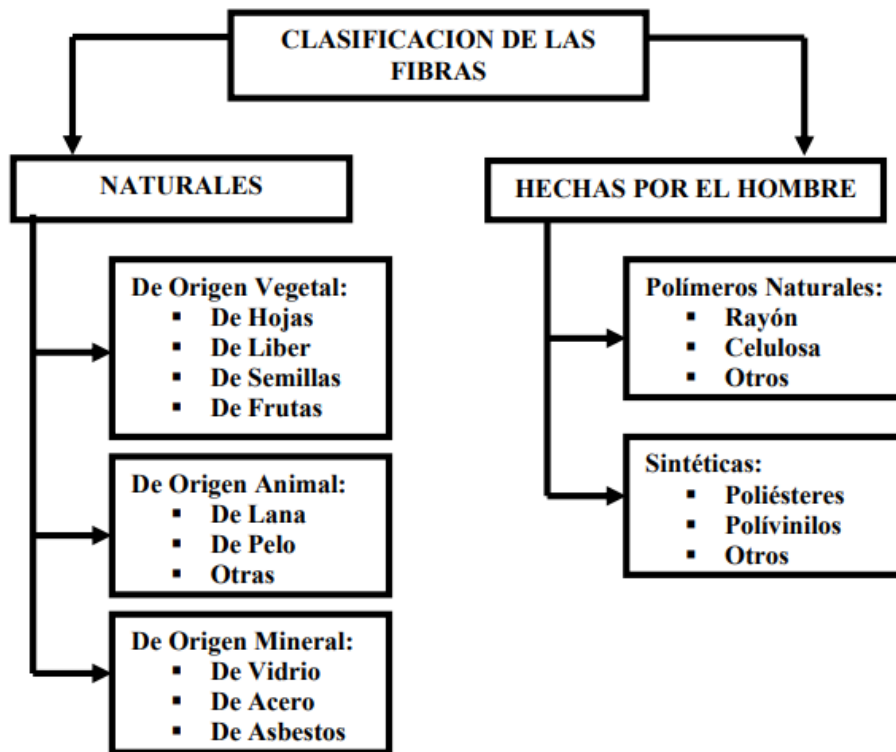 CLASIFICACION DE LAS
FIBRAS
NATURALES
De Origen Vegetal:
▪ De Hojas
▪ De Liber
▪ De Semillas
▪ De Frutas
De Origen Animal:
▪ De Lana
▪ De Pelo
▪ Otras
De Origen Mineral:
▪ De Vidrio
▪ De Acero
▪ De Asbestos
HECHAS POR EL HOMBRE
Polímeros Naturales:
▪ Rayón
▪ Celulosa
▪ Otros
Sintéticas:
▪ Poliésteres
▪ Polívinilos
▪ Otros